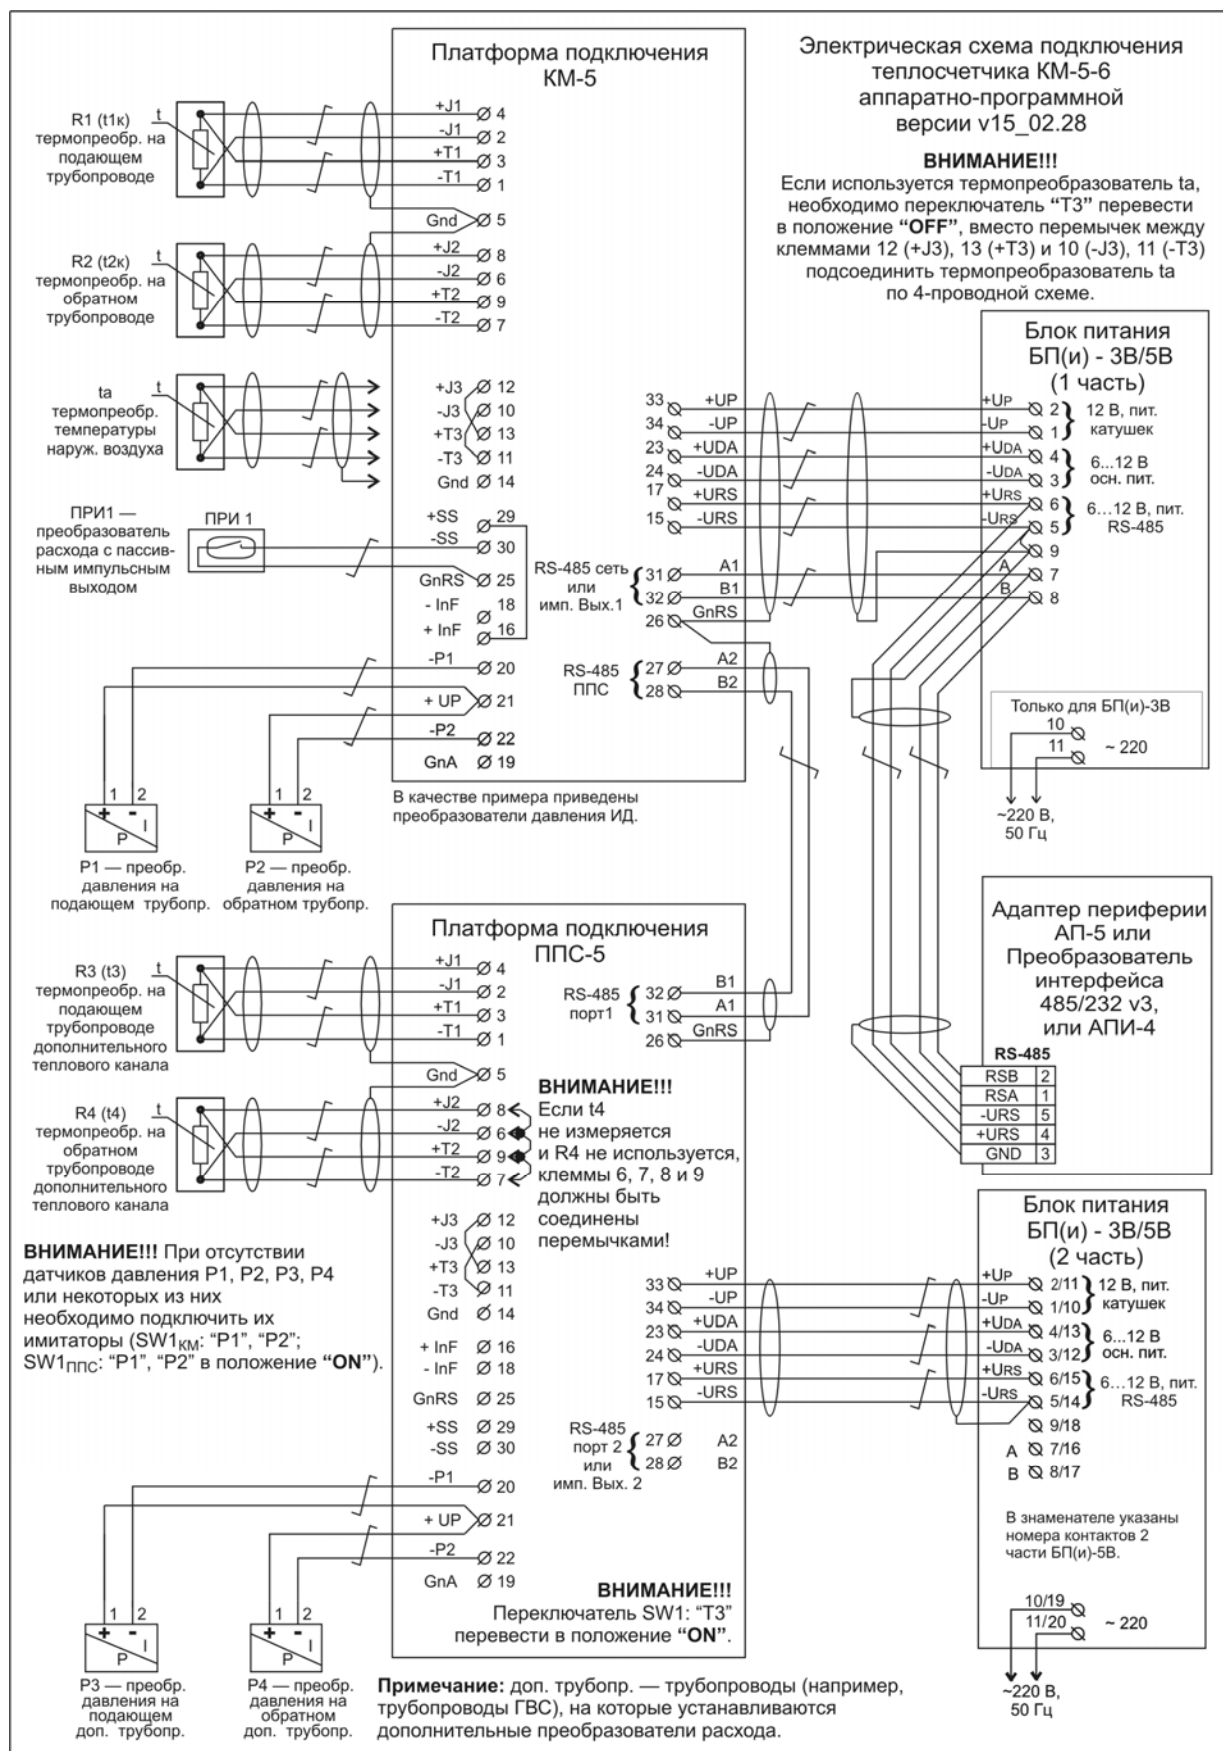 Платформа подключения
КМ-5
Электрическая схема подключения
теплосчетчика КМ-5-6
аппаратно-программной
версии v15_02.28
ВНИМАНИЕ!!!
Если используется термопреобразователь ta,
необходимо переключатель “Т3” перевести
в положение “OFF”, вместо перемычек между
клеммами 12 (+J3), 13 (+T3) и 10 (-J3), 11 (-T3)
подсоединить термопреобразователь ta
по 4-проводной схеме.
R1 (t1к)
термопреобр. на
подающем
трубопроводе
t
+J1 4
-J1 2
+T1 3
-T1 1
Gnd 5
R2 (t2к)
термопреобр. на
обратном
трубопроводе
t
+J2 8
-J2 6
+T2 9
-T2 7
ta
термопреобр.
температуры
наруж. воздуха
t
+J3 12
-J3 10
+T3 13
-T3 11
Gnd 14
ПРИ1 —
преобразователь
расхода с пассив-
ным импульсным
выходом
ПРИ 1
+SS 29
-SS 30
GnRS 25
- InF 18
+ InF 16
-P1 20
+ UP 21
-P2 22
GnA 19
33 +UP
34 -UP
23 +UDA
24 -UDA
17 +URS
15 -URS
RS-485 сеть
или
имп. Вых.1
31 A1
32 B1
26 GnRS
RS-485
ППС
27 A2
28 B2
Блок питания
БП(и) - 3В/5В
(1 часть)
+UP 2
-UP 1
12 В, пит.
катушек
+UDA 4
-UDA 3
6...12 В
осн. пит.
+URS 6
-URS 5
6...12 В, пит.
RS-485
9
A 7
B 8
Только для БП(и)-3В
10
11
~ 220
~220 В,
50 Гц
1 2
+ -
I
P
1 2
+ -
I
P
P1 — преобр.
давления на
подающем трубопр.
P2 — преобр.
давления на
обратном трубопр.
В качестве примера приведены
преобразователи давления ИД.
Платформа подключения
ППС-5
R3 (t3)
термопреобр. на
подающем
трубопроводе
дополнительного
теплового канала
t
+J1 4
-J1 2
+T1 3
-T1 1
Gnd 5
R4 (t4)
термопреобр. на
обратном
трубопроводе
дополнительного
теплового канала
t
+J2 8
-J2 6
+T2 9
-T2 7
RS-485
порт1
32 B1
31 A1
26 GnRS
ВНИМАНИЕ!!!
Если t4
не измеряется
и R4 не используется,
клеммы 6, 7, 8 и 9
должны быть
соединены
перемычками!
Адаптер периферии
АП-5 или
Преобразователь
интерфейса
485/232 v3,
или АПИ-4
RS-485
RSB 2
RSA 1
-URS 5
+URS 4
GND 3
ВНИМАНИЕ!!! При отсутствии
датчиков давления P1, P2, P3, P4
или некоторых из них
необходимо подключить их
имитаторы (SW1КМ: “P1”, “P2”;
SW1ППС: “P1”, “P2” в положение “ON”).
+J3 12
-J3 10
+T3 13
-T3 11
Gnd 14
+ InF 16
- InF 18
GnRS 25
+SS 29
-SS 30
-P1 20
+ UP 21
-P2 22
GnA 19
33 +UP
34 -UP
23 +UDA
24 -UDA
17 +URS
15 -URS
RS-485
порт 2
или
имп. Вых. 2
27 A2
28 B2
Блок питания
БП(и) - 3В/5В
(2 часть)
+UP 2/11
-UP 1/10
12 В, пит.
катушек
+UDA 4/13
-UDA 3/12
6...12 В
осн. пит.
+URS 6/15
-URS 5/14
6...12 В, пит.
RS-485
9/18
A 7/16
B 8/17
В знаменателе указаны
номера контактов 2
части БП(и)-5В.
10/19
11/20
~ 220
~220 В,
50 Гц
ВНИМАНИЕ!!!
Переключатель SW1: “Т3”
перевести в положение “ON”.
1 2
+ -
I
P
1 2
+ -
I
P
P3 — преобр.
давления на
подающем
доп. трубопр.
P4 — преобр.
давления на
обратном
доп. трубопр.
Примечание: доп. трубопр. — трубопроводы (например,
трубопроводы ГВС), на которые устанавливаются
дополнительные преобразователи расхода.